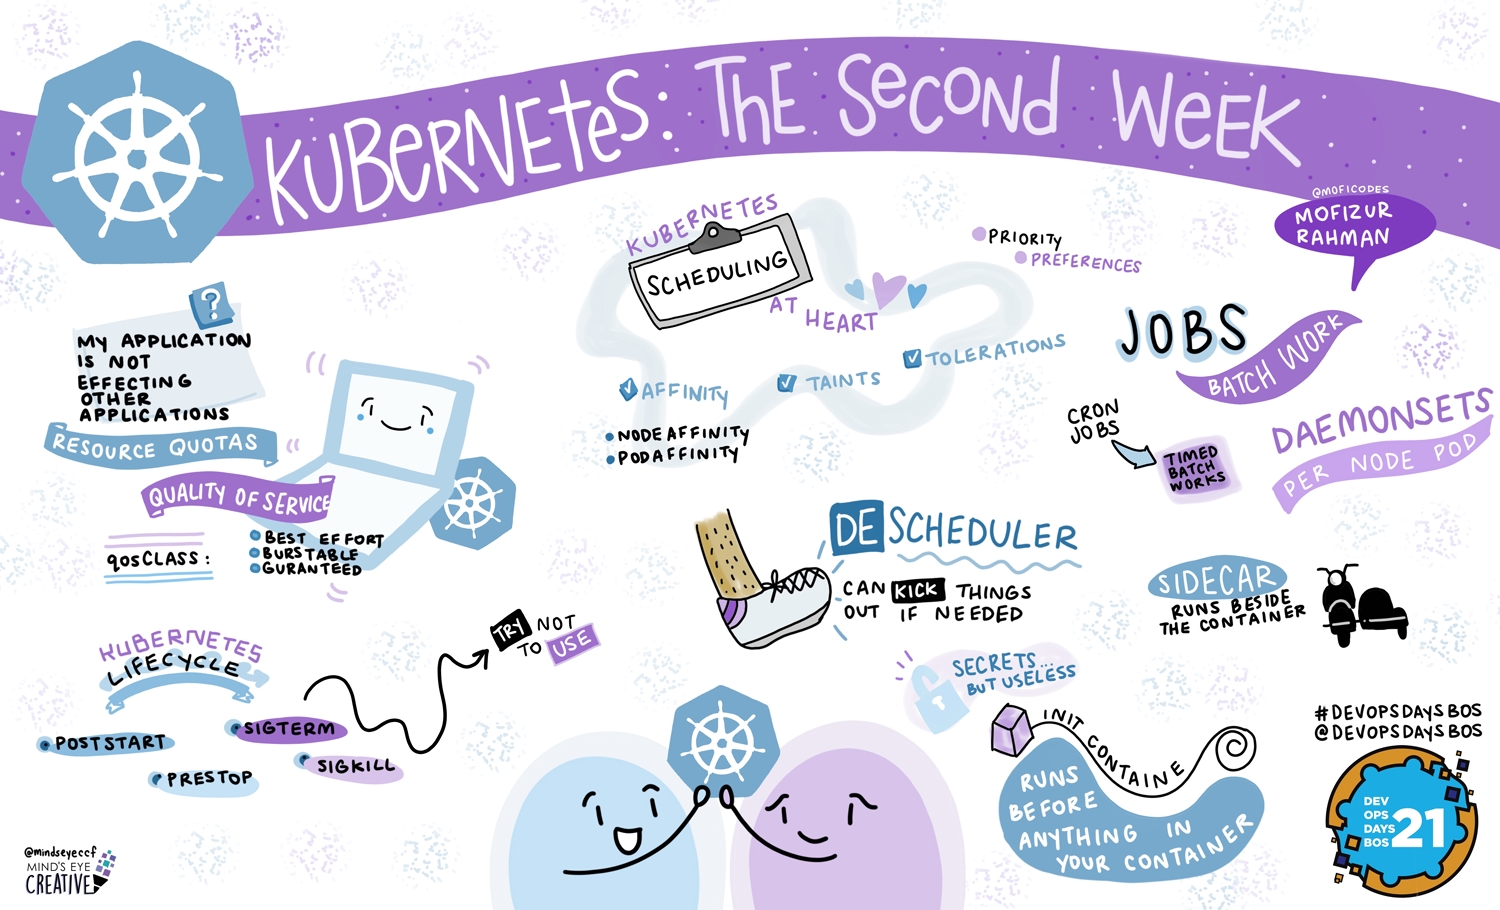 KUBERNETES: THE SECOND WEEK
@MOFICODES
MOFIZUR
RAHMAN
KUBERNETES
SCHEDULING
AT HEART
PRIORITY
PREFERENCES
AFFINITY
TAINTS
TOLERATIONS
NODE AFFINITY
POD AFFINITY
?
MY APPLICATION
IS NOT
EFFECTING
OTHER
APPLICATIONS
RESOURCE QUOTAS
QUALITY OF SERVICE
qosCLASS:
BEST EFFORT
BURSTABLE
GURANTEED
JOBS
BATCH WORK
CRON
JOBS
TIMED
BATCH
WORKS
DAEMONSETS
PER NODE POD
DESCHEDULER
CAN KICK THINGS
OUT IF NEEDED
SIDECAR
RUNS BESIDE
THE CONTAINER
KUBERNETES
LIFECYCLE
POSTSTART
PRESTOP
SIGTERM
SIGKILL
TRY NOT
TO USE
SECRETS...
BUT USELESS
INIT CONTAINE
RUNS
BEFORE
ANYTHING IN
YOUR CONTAINER
#DEVOPSDAYSBOS
@DEVOPSDAYSBOS
DEV
OPS
DAYS
BOS
21
@mindseyeccf
MIND'S EYE
CREATIVE